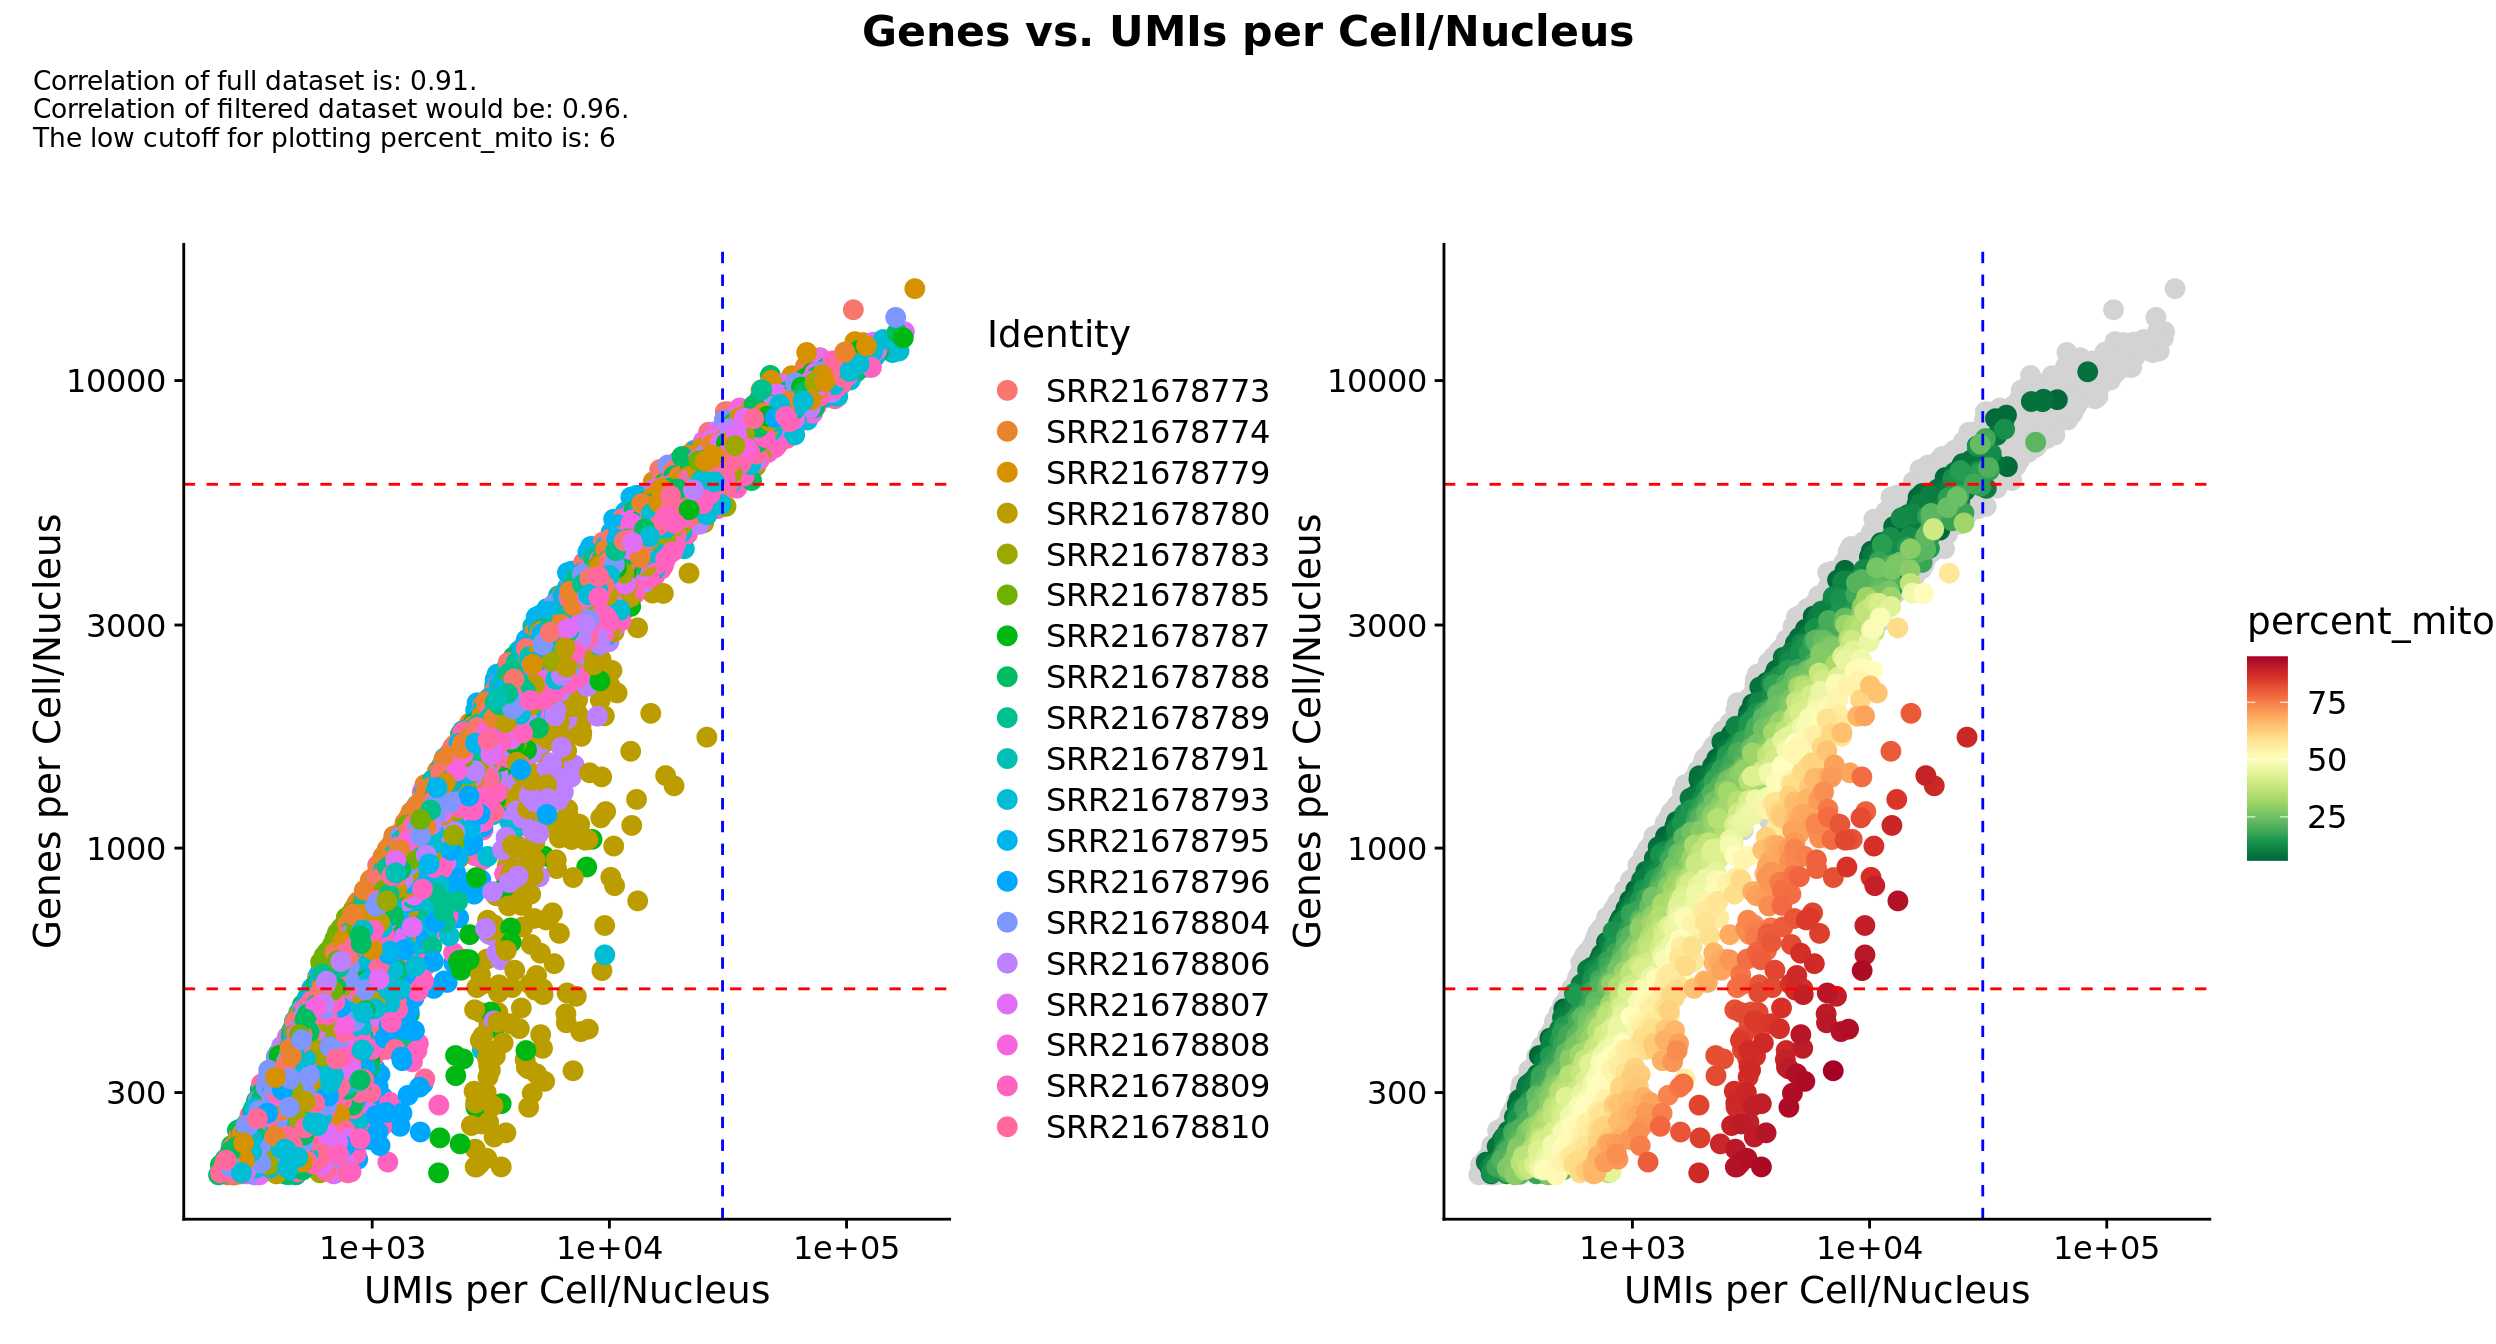 Genes vs. UMIs per Cell/Nucleus
Correlation of full dataset is: 0.91.
Correlation of filtered dataset would be: 0.96.
The low cutoff for plotting percent_mito is: 6
Genes per Cell/Nucleus
10000
3000
1000
300
1e+03
1e+04
1e+05
UMIs per Cell/Nucleus
Identity
SRR21678773
SRR21678774
SRR21678779
SRR21678780
SRR21678783
SRR21678785
SRR21678787
SRR21678788
SRR21678789
SRR21678791
SRR21678793
SRR21678795
SRR21678796
SRR21678804
SRR21678806
SRR21678807
SRR21678808
SRR21678809
SRR21678810
Genes per Cell/Nucleus
10000
3000
1000
300
1e+03
1e+04
1e+05
UMIs per Cell/Nucleus
percent_mito
75
50
25